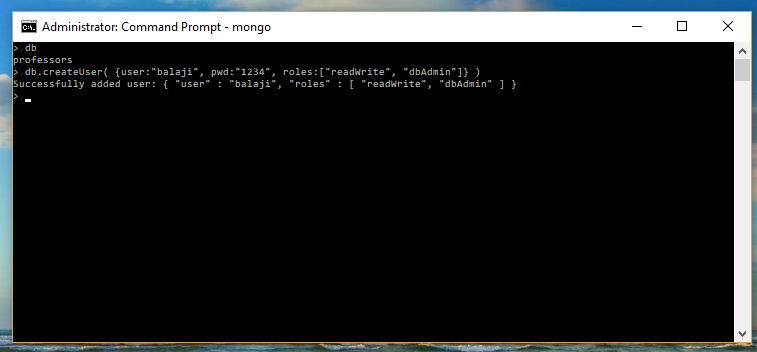 Administrator: Command Prompt - mongo
> db
professors
> db.createUser( {user:"balaji", pwd:"1234", roles:["readWrite", "dbAdmin"]} )
Successfully added user: { "user" : "balaji", "roles" : [ "readWrite", "dbAdmin" ] }
>